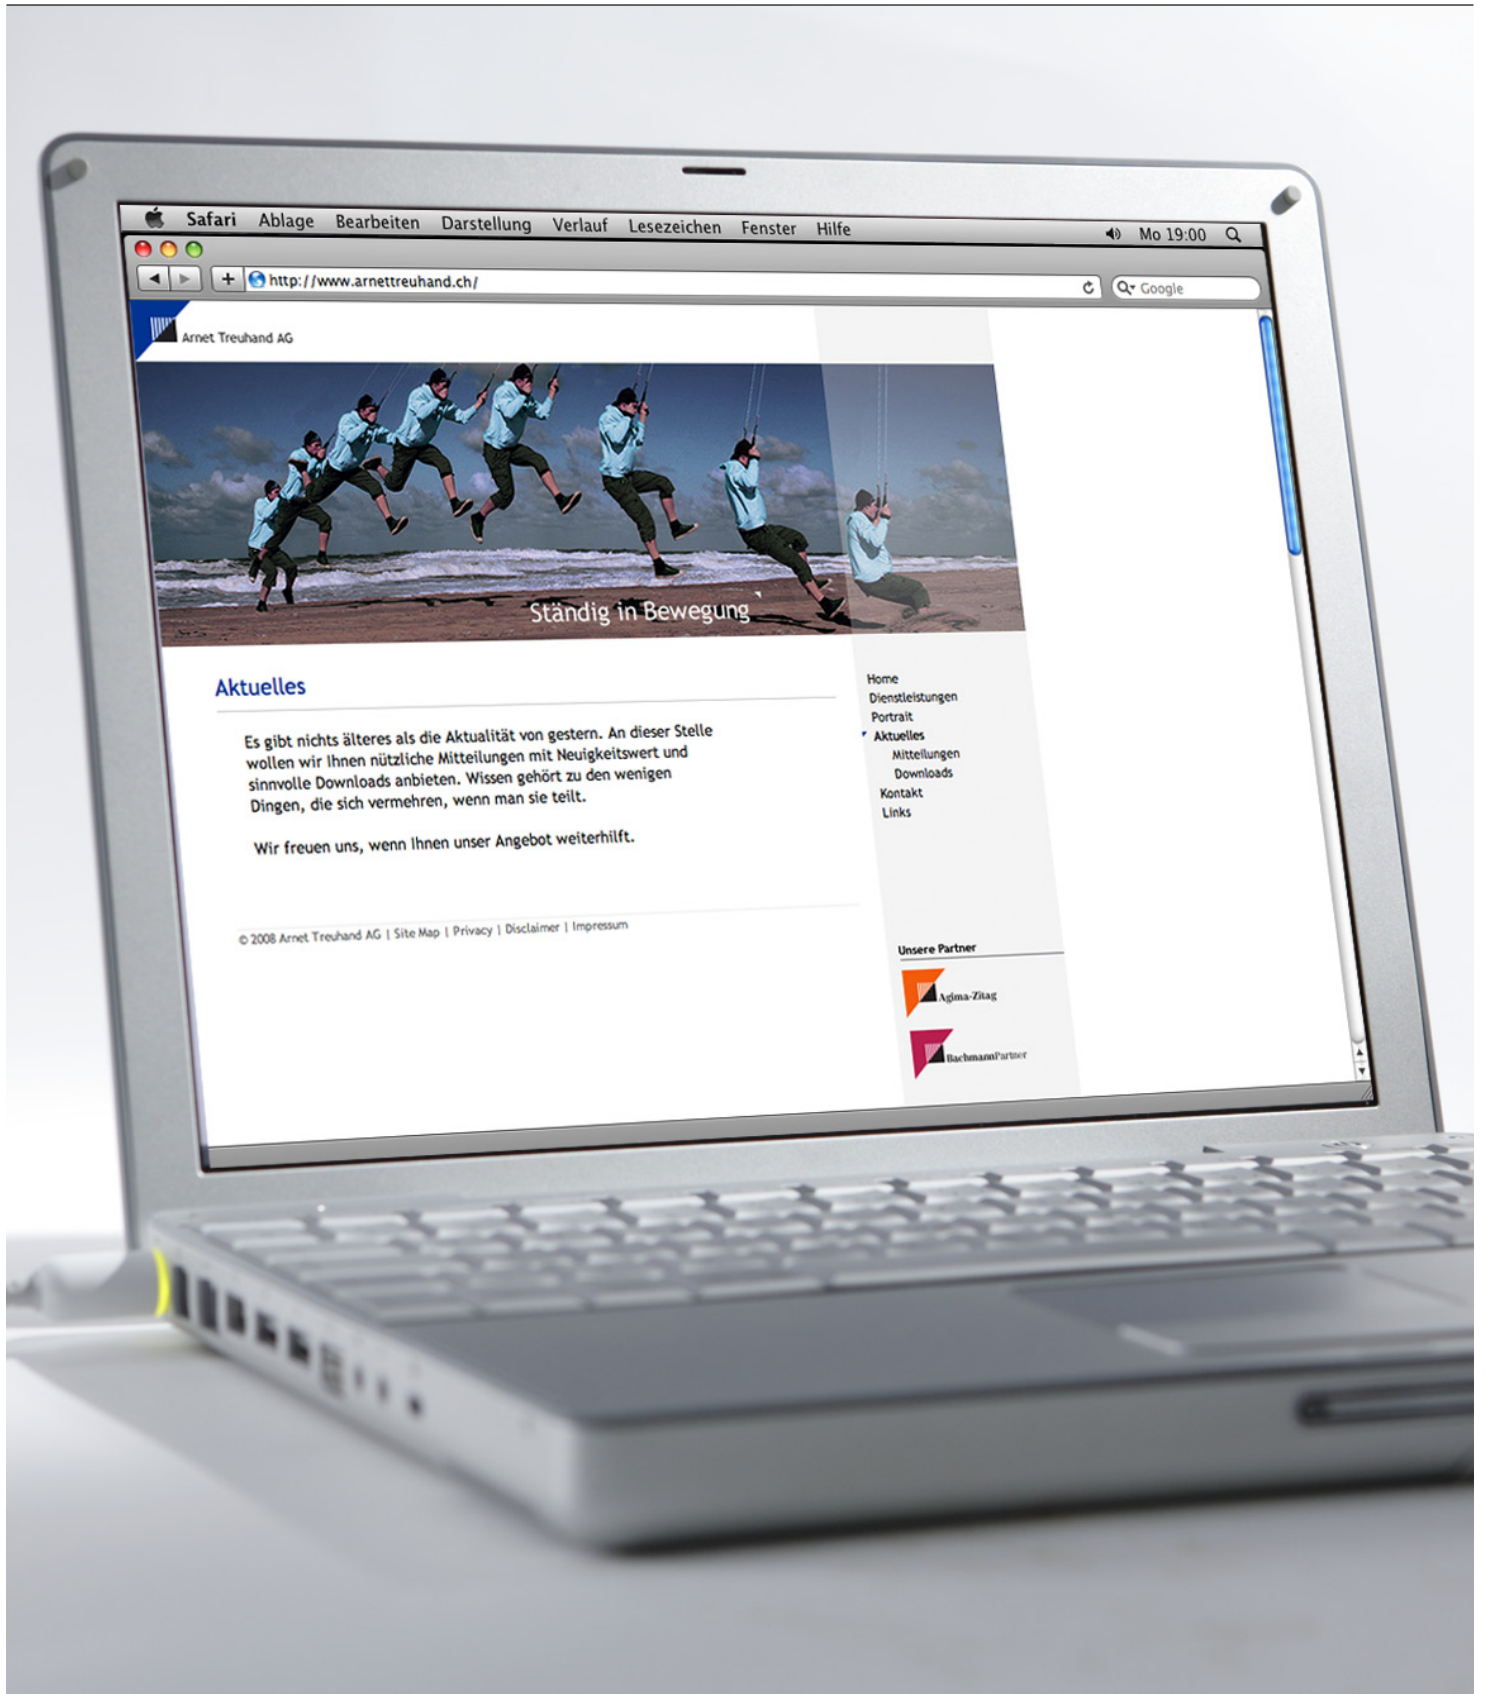 Safari Ablage Bearbeiten Darstellung Verlauf Lesezeichen Fenster Hilfe Mo 19:00
http://www.arnettreuhand.ch/ Google
Arnet Treuhand AG
Ständig in Bewegung
Aktuelles
Es gibt nichts älteres als die Aktualität von gestern. An dieser Stelle
wollen wir Ihnen nützliche Mitteilungen mit Neuigkeitswert und
sinnvolle Downloads anbieten. Wissen gehört zu den wenigen
Dingen, die sich vermehren, wenn man sie teilt.
Wir freuen uns, wenn Ihnen unser Angebot weiterhilft.
© 2008 Arnet Treuhand AG | Site Map | Privacy | Disclaimer | Impressum
Home
Dienstleistungen
Portrait
Aktuelles
Mitteilungen
Downloads
Kontakt
Links
Unsere Partner
Agima-Zitag
BachmannPartner